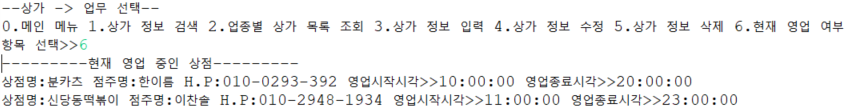 --상가 -> 업무 선택--
0.메인 메뉴 1.상가 정보 검색 2.업종별 상가 목록 조회 3.상가 정보 입력 4.상가 정보 수정 5.상가 정보 삭제 6.현재 영업 여부
항목 선택>>6
---------현재 영업 중인 상점---------
상점명:분카츠 점주명:한이름 H.P:010-0293-392 영업시작시각>>10:00:00 영업종료시각>>20:00:00
상점명:신당동떡볶이 점주명:이찬솔 H.P:010-2948-1934 영업시작시각>>11:00:00 영업종료시각>>23:00:00